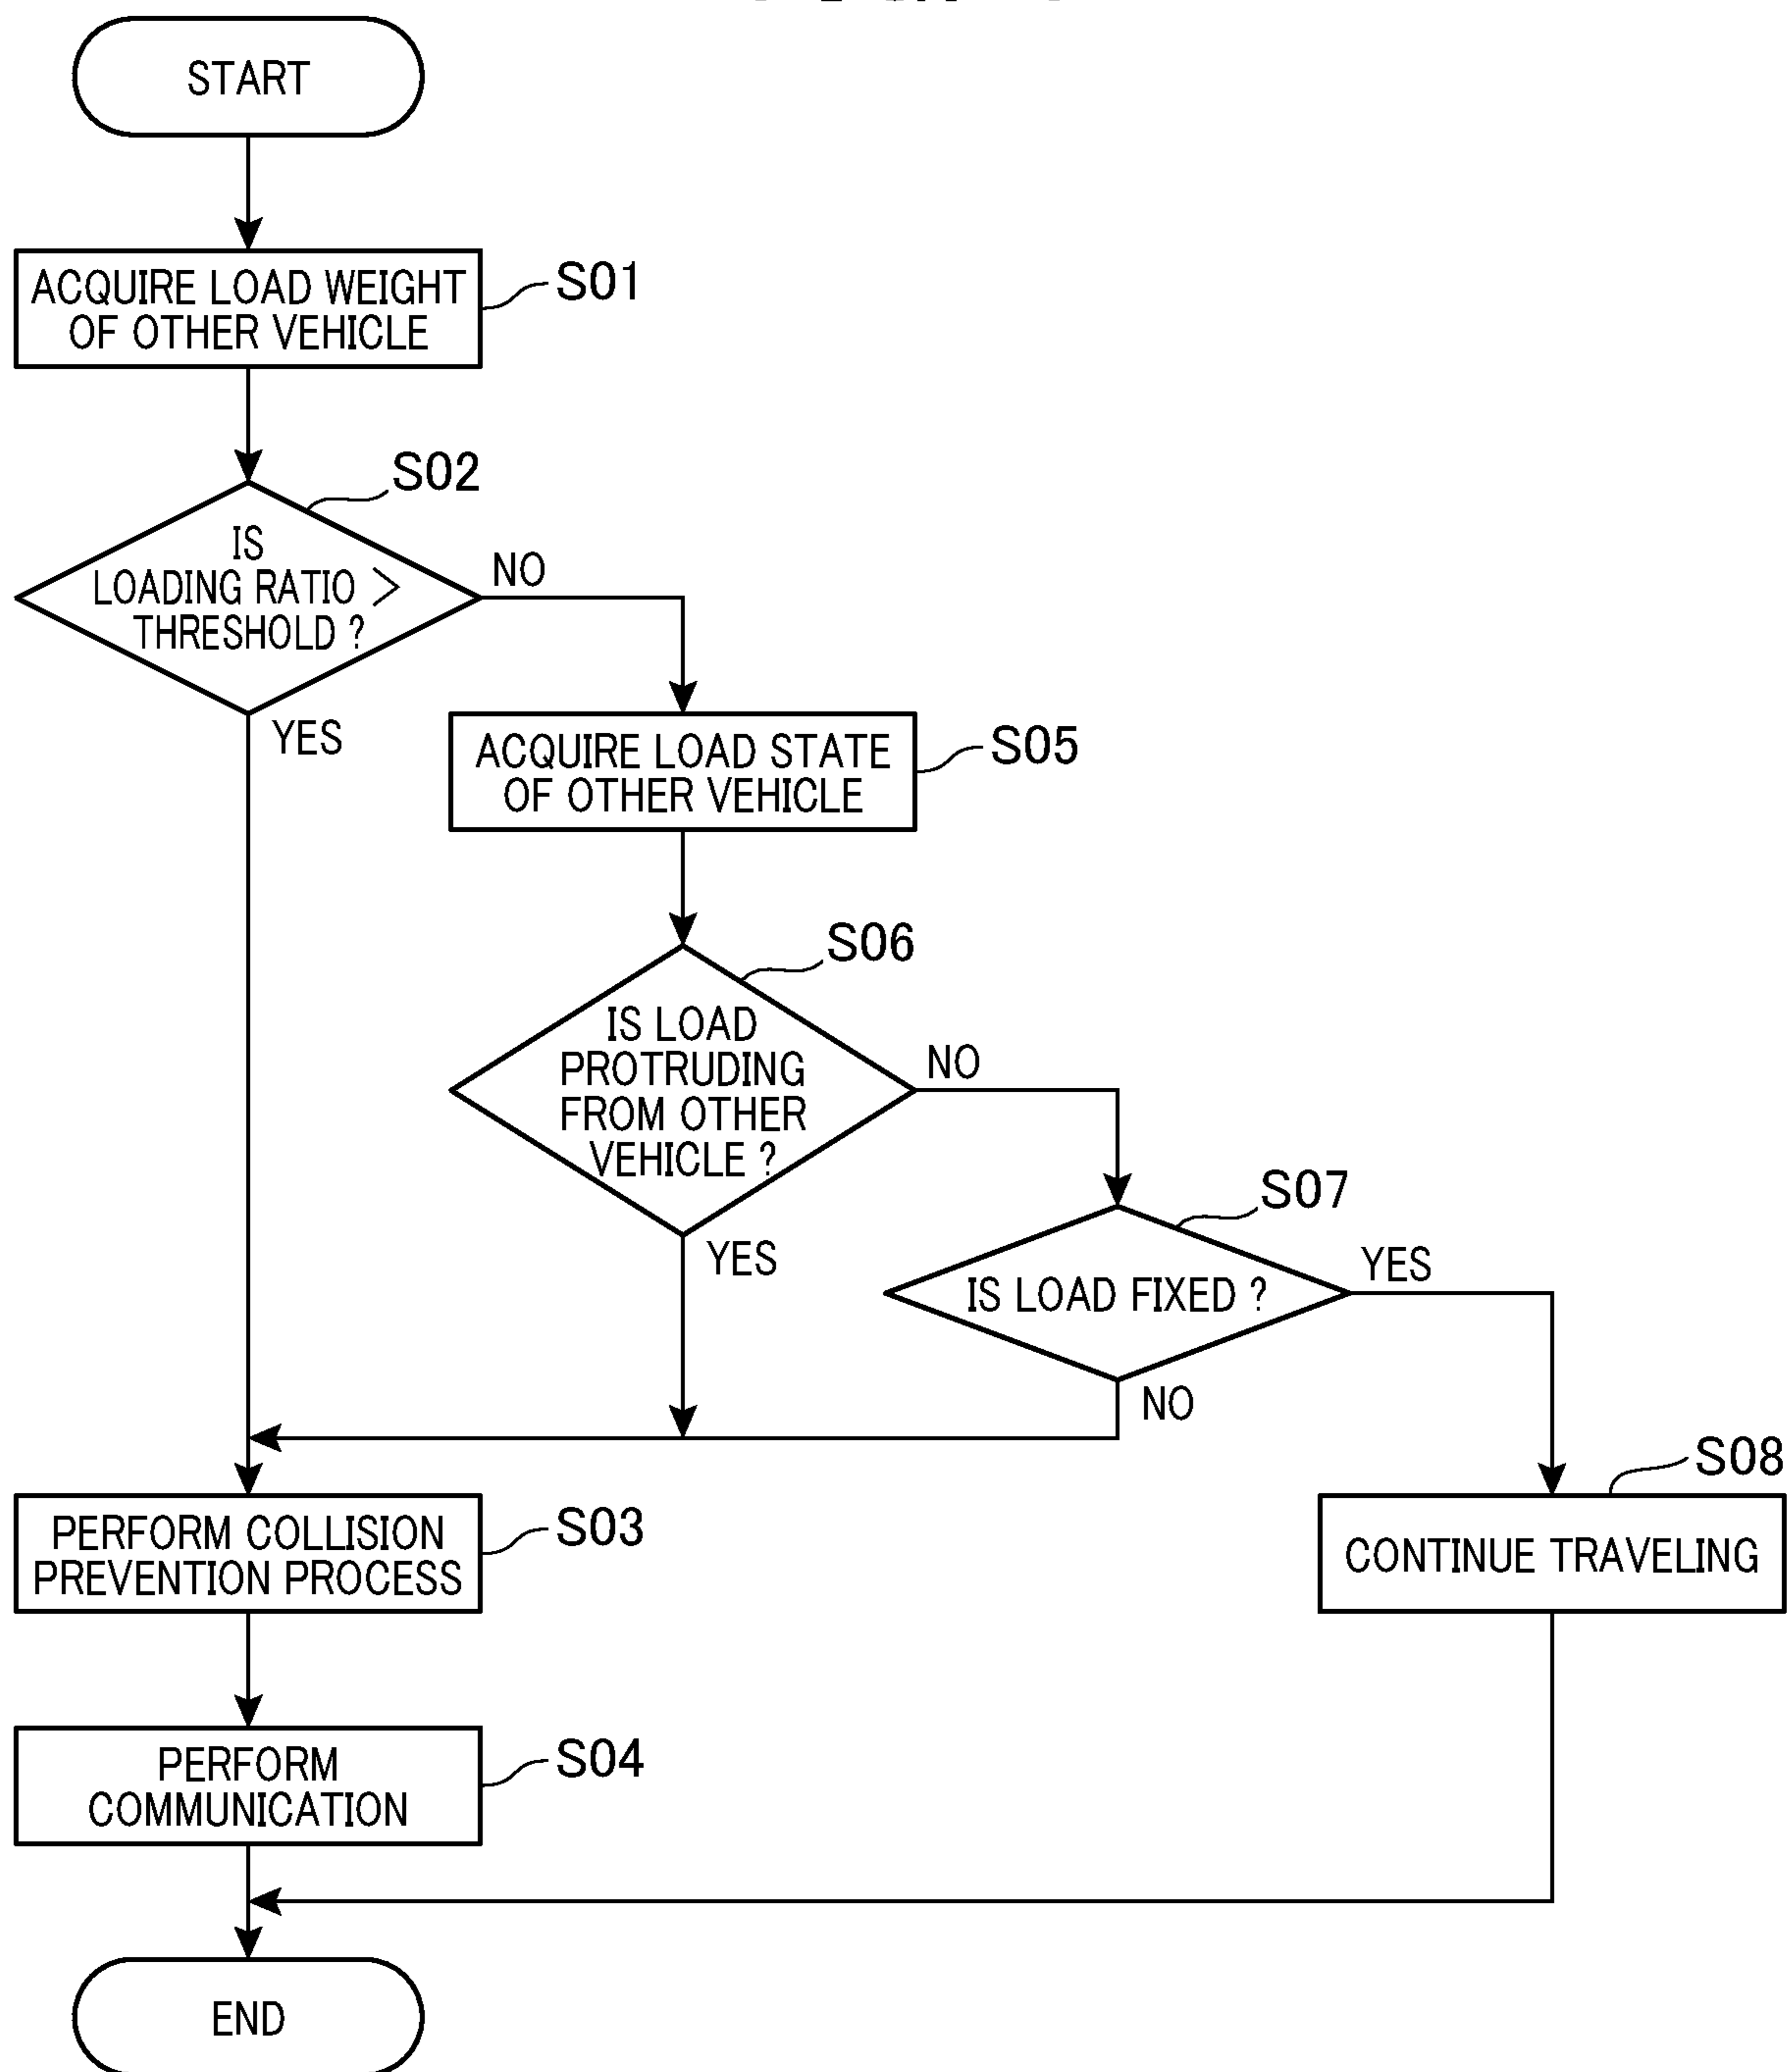 START
ACQUIRE LOAD WEIGHT
OF OTHER VEHICLE
S01
S02
IS
LOADING RATIO >
THRESHOLD ?
NO
YES
ACQUIRE LOAD STATE
OF OTHER VEHICLE
S05
S06
IS LOAD
PROTRUDING
FROM OTHER
VEHICLE ?
NO
YES
S07
IS LOAD FIXED ?
YES
NO
S08
PERFORM COLLISION
PREVENTION PROCESS
S03
CONTINUE TRAVELING
PERFORM
COMMUNICATION
S04
END